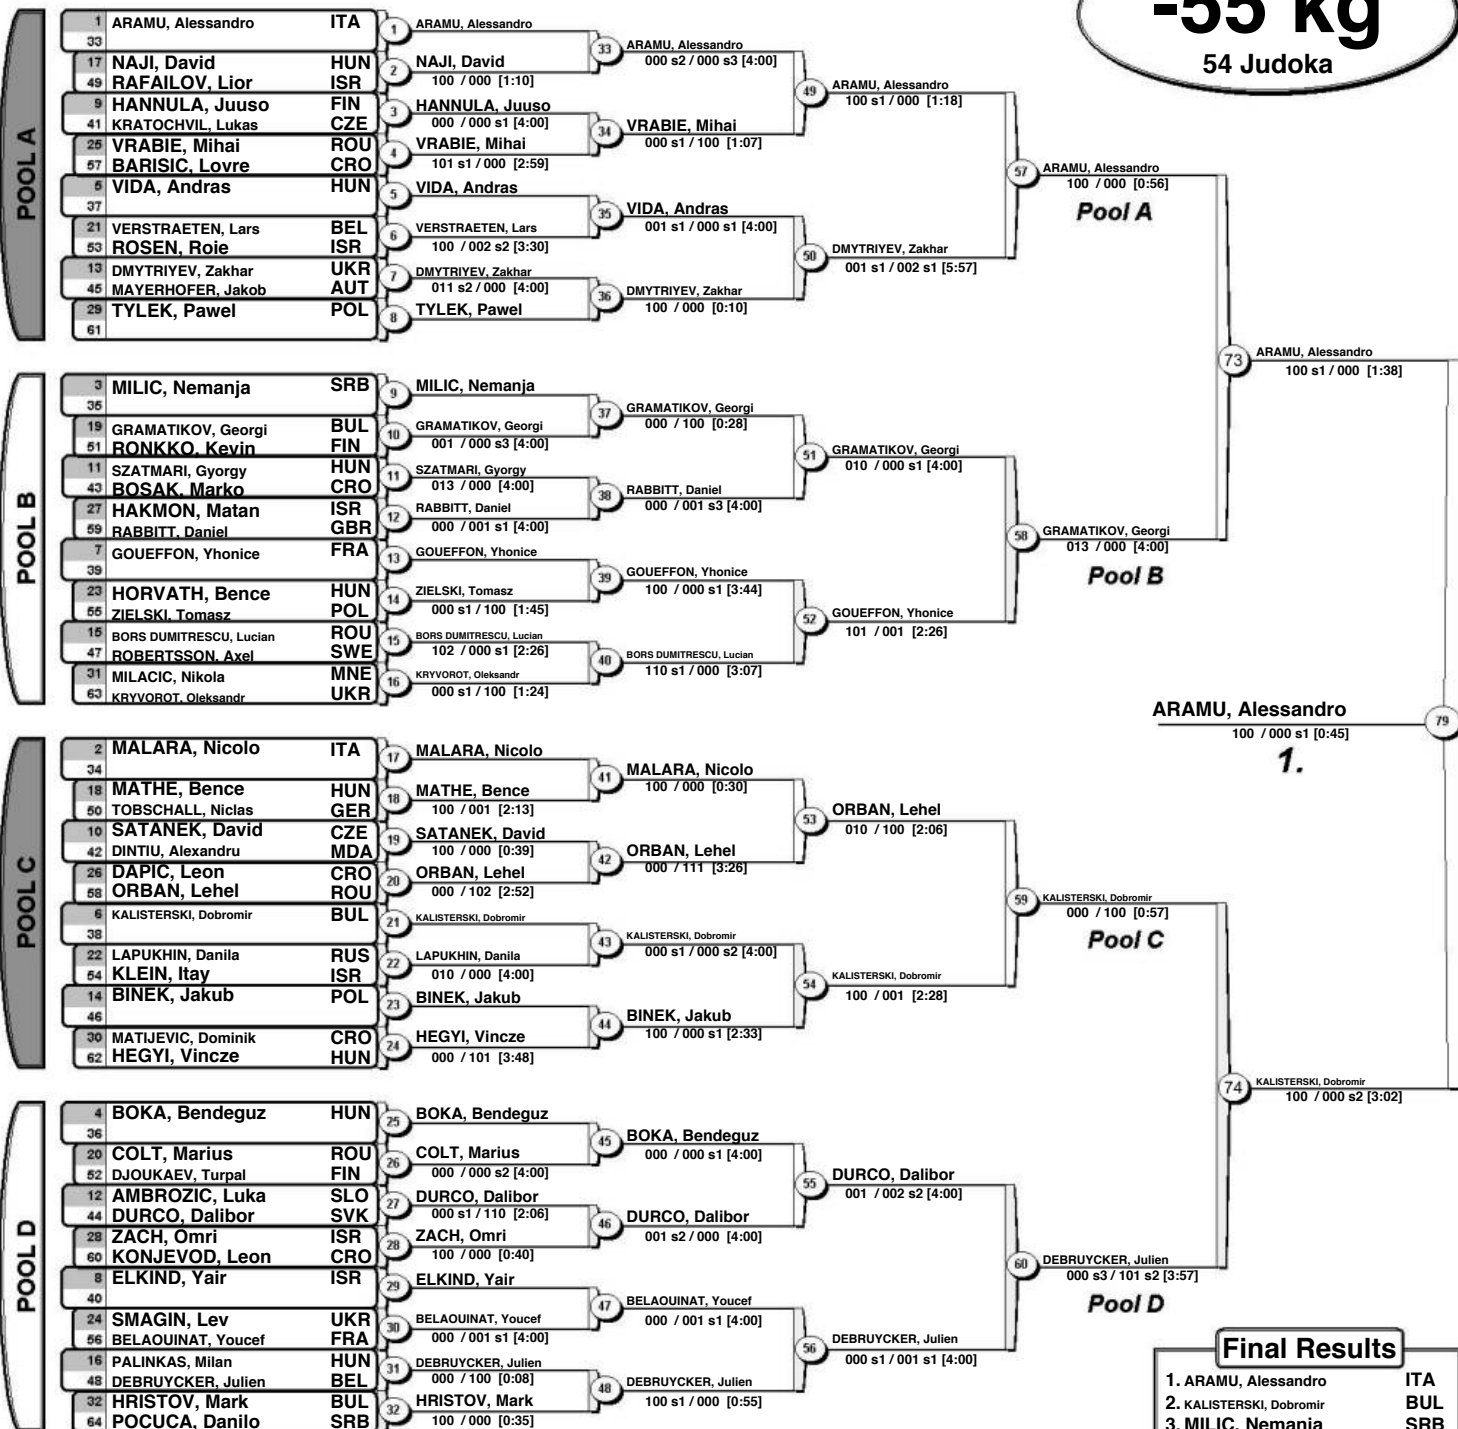 -55 kg
54 Judoka
POOL A
1 ARAMU, Alessandro ITA
33
17 NAJI, David HUN
49 RAFAILOV, Lior ISR
9 HANNULA, Juuso FIN
41 KRATOCHVIL, Lukas CZE
25 VRABIE, Mihai ROU
57 BARISIC, Lovre CRO
5 VIDA, Andras HUN
37
21 VERSTRAETEN, Lars BEL
53 ROSEN, Roie ISR
13 DMYTRIYEV, Zakhar UKR
45 MAYERHOFER, Jakob AUT
29 TYLEK, Pawel POL
61
1 ARAMU, Alessandro
2 NAJI, David
100 / 000 [1:10]
3 HANNULA, Juuso
000 / 000 s1 [4:00]
4 VRABIE, Mihai
101 s1 / 000 [2:59]
5 VIDA, Andras
6 VERSTRAETEN, Lars
100 / 002 s2 [3:30]
7 DMYTRIYEV, Zakhar
011 s2 / 000 [4:00]
8 TYLEK, Pawel
33 ARAMU, Alessandro
000 s2 / 000 s3 [4:00]
34 VRABIE, Mihai
000 s1 / 100 [1:07]
35 VIDA, Andras
001 s1 / 000 s1 [4:00]
36 DMYTRIYEV, Zakhar
100 / 000 [0:10]
49 ARAMU, Alessandro
100 s1 / 000 [1:18]
50 DMYTRIYEV, Zakhar
001 s1 / 002 s1 [5:57]
57 ARAMU, Alessandro
100 / 000 [0:56]
Pool A
POOL B
3 MILIC, Nemanja SRB
35
19 GRAMATIKOV, Georgi BUL
51 RONKKO, Kevin FIN
11 SZATMARI, Gyorgy HUN
43 BOSAK, Marko CRO
27 HAKMON, Matan ISR
59 RABBITT, Daniel GBR
7 GOUEFFON, Yhonice FRA
39
23 HORVATH, Bence HUN
55 ZIELSKI, Tomasz POL
15 BORS DUMITRESCU, Lucian ROU
47 ROBERTSSON, Axel SWE
31 MILACIC, Nikola MNE
63 KRYVOROT, Oleksandr UKR
9 MILIC, Nemanja
10 GRAMATIKOV, Georgi
001 / 000 s3 [4:00]
11 SZATMARI, Gyorgy
013 / 000 [4:00]
12 RABBITT, Daniel
000 / 001 s1 [4:00]
13 GOUEFFON, Yhonice
14 ZIELSKI, Tomasz
000 s1 / 100 [1:45]
15 BORS DUMITRESCU, Lucian
102 / 000 s1 [2:26]
16 KRYVOROT, Oleksandr
000 s1 / 100 [1:24]
37 GRAMATIKOV, Georgi
000 / 100 [0:28]
38 RABBITT, Daniel
000 / 001 s3 [4:00]
39 GOUEFFON, Yhonice
100 / 000 s1 [3:44]
40 BORS DUMITRESCU, Lucian
110 s1 / 000 [3:07]
51 GRAMATIKOV, Georgi
010 / 000 s1 [4:00]
52 GOUEFFON, Yhonice
101 / 001 [2:26]
58 GRAMATIKOV, Georgi
013 / 000 [4:00]
Pool B
73 ARAMU, Alessandro
100 s1 / 000 [1:38]
ARAMU, Alessandro 79
100 / 000 s1 [0:45]
1.
POOL C
2 MALARA, Nicolo ITA
34
18 MATHE, Bence HUN
50 TOBSCHALL, Niclas GER
10 SATANEK, David CZE
42 DINTIU, Alexandru MDA
26 DAPIC, Leon CRO
58 ORBAN, Lehel ROU
6 KALISTERSKI, Dobromir BUL
38
22 LAPUKHIN, Danila RUS
54 KLEIN, Itay ISR
14 BINEK, Jakub POL
46
30 MATIJEVIC, Dominik CRO
62 HEGYI, Vincze HUN
17 MALARA, Nicolo
18 MATHE, Bence
100 / 001 [2:13]
19 SATANEK, David
100 / 000 [0:39]
20 ORBAN, Lehel
000 / 102 [2:52]
21 KALISTERSKI, Dobromir
22 LAPUKHIN, Danila
010 / 000 [4:00]
23 BINEK, Jakub
24 HEGYI, Vincze
000 / 101 [3:48]
41 MALARA, Nicolo
100 / 000 [0:30]
42 ORBAN, Lehel
000 / 111 [3:26]
43 KALISTERSKI, Dobromir
000 s1 / 000 s2 [4:00]
44 BINEK, Jakub
100 / 000 s1 [2:33]
53 ORBAN, Lehel
010 / 100 [2:06]
54 KALISTERSKI, Dobromir
100 / 001 [2:28]
59 KALISTERSKI, Dobromir
000 / 100 [0:57]
Pool C
POOL D
4 BOKA, Bendeguz HUN
36
20 COLT, Marius ROU
52 DJOUKAEV, Turpal FIN
12 AMBROZIC, Luka SLO
44 DURCO, Dalibor SVK
28 ZACH, Omri ISR
60 KONJEVOD, Leon CRO
8 ELKIND, Yair ISR
40
24 SMAGIN, Lev UKR
56 BELAOUINAT, Youcef FRA
16 PALINKAS, Milan HUN
48 DEBRUYCKER, Julien BEL
32 HRISTOV, Mark BUL
64 POCUCA, Danilo SRB
25 BOKA, Bendeguz
26 COLT, Marius
000 / 000 s2 [4:00]
27 DURCO, Dalibor
000 s1 / 110 [2:06]
28 ZACH, Omri
100 / 000 [0:40]
29 ELKIND, Yair
30 BELAOUINAT, Youcef
000 / 001 s1 [4:00]
31 DEBRUYCKER, Julien
000 / 100 [0:08]
32 HRISTOV, Mark
100 / 000 [0:35]
45 BOKA, Bendeguz
000 / 000 s1 [4:00]
46 DURCO, Dalibor
001 s2 / 000 [4:00]
47 BELAOUINAT, Youcef
000 / 001 s1 [4:00]
48 DEBRUYCKER, Julien
100 s1 / 000 [0:55]
55 DURCO, Dalibor
001 / 002 s2 [4:00]
56 DEBRUYCKER, Julien
000 s1 / 001 s1 [4:00]
60 DEBRUYCKER, Julien
000 s3 / 101 s2 [3:57]
Pool D
74 KALISTERSKI, Dobromir
100 / 000 s2 [3:02]
Final Results
1. ARAMU, Alessandro ITA
2. KALISTERSKI, Dobromir BUL
3. MILIC, Nemanja SRB